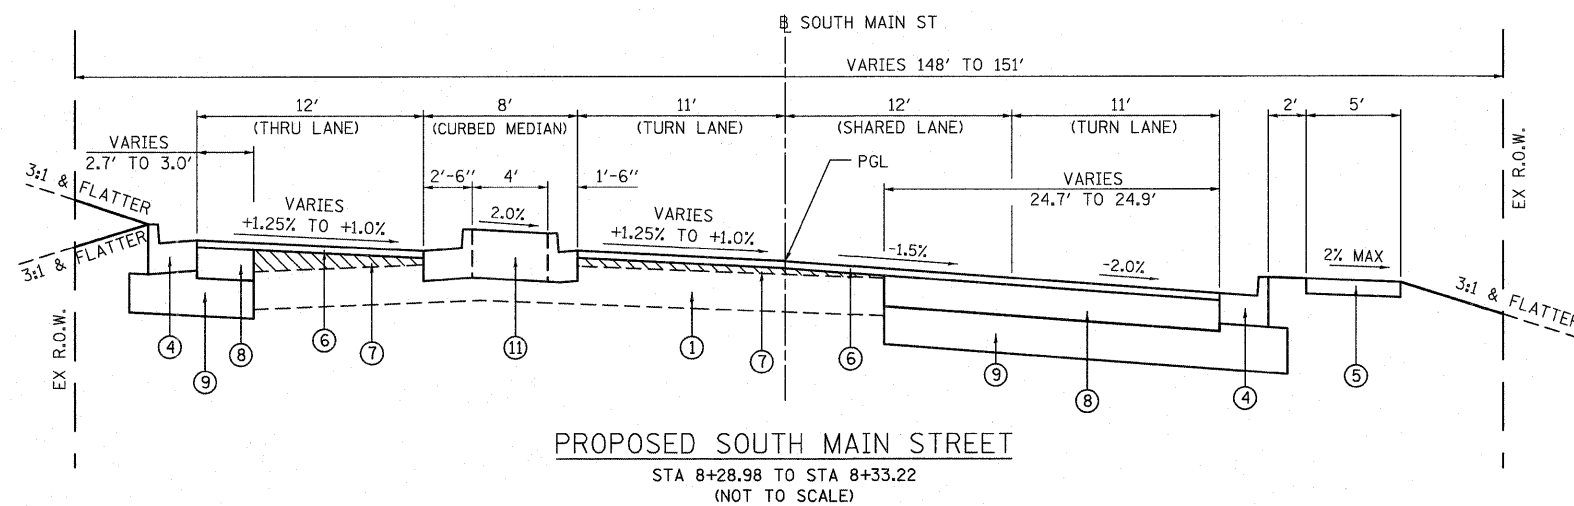 ℄ SOUTH MAIN ST
VARIES 148' TO 151'
12'
8'
11'
12'
11'
2'
5'
(THRU LANE)
(CURBED MEDIAN)
(TURN LANE)
(SHARED LANE)
(TURN LANE)
VARIES
2.7' TO 3.0'
EX R.O.W.
PGL
3:1 & FLATTER
2'-6"
4'
1'-6"
VARIES
24.7' TO 24.9'
VARIES
+1.25% TO +1.0%
2.0%
VARIES
+1.25% TO +1.0%
-1.5%
-2.0%
2% MAX
3:1 & FLATTER
3:1 & FLATTER
EX R.O.W.
4
9
8
6
7
11
1
7
6
9
8
4
5
PROPOSED SOUTH MAIN STREET
STA 8+28.98 TO STA 8+33.22
(NOT TO SCALE)